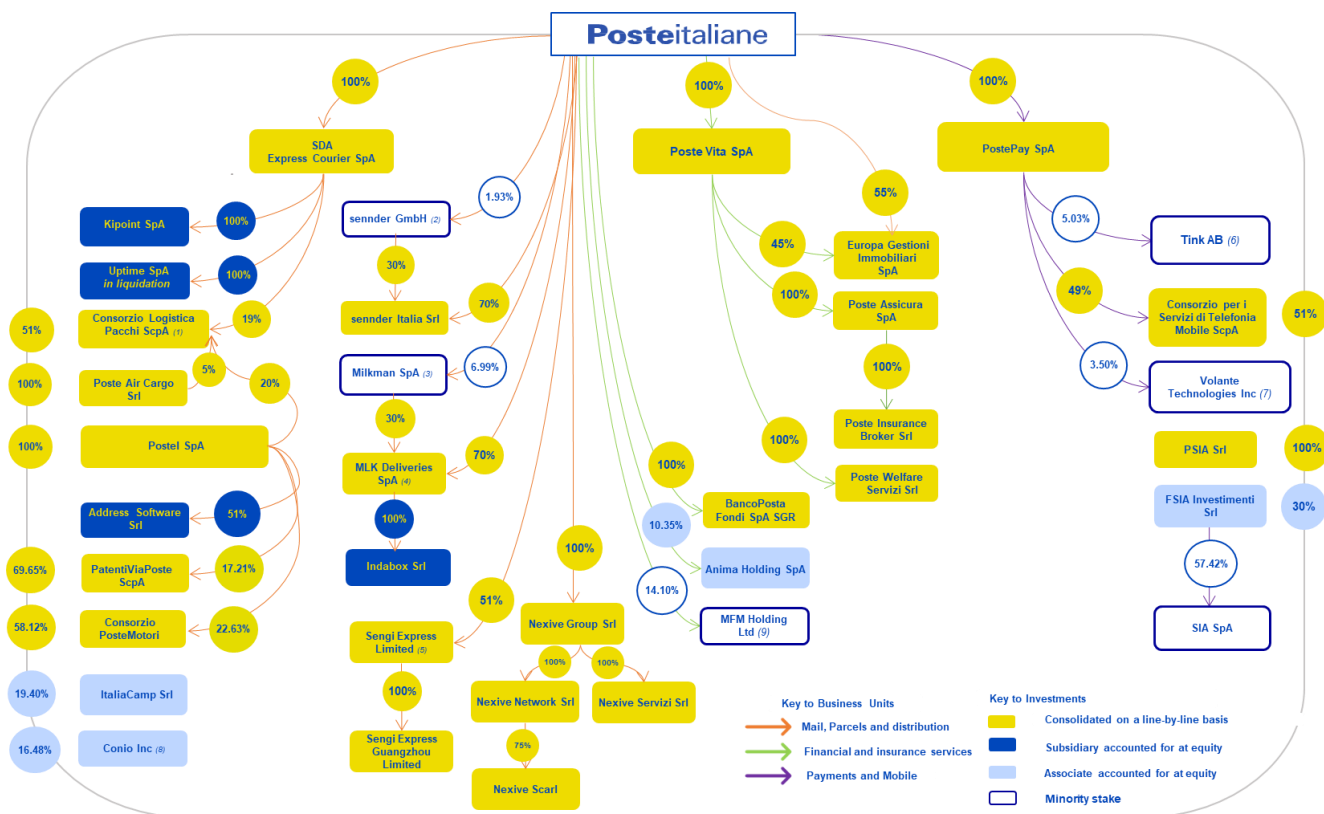 Posteitaliane
100%
SDA
Express Courier SpA
Kipoint SpA
100%
Uptime SpA
in liquidation
100%
51%
Consorzio Logistica
Pacchi ScpA (1)
19%
100%
Poste Air Cargo
Srl
5%
20%
100%
Postel SpA
Address Software
Srl
51%
69.65%
PatentiViaPoste
ScpA
17.21%
58.12%
Consorzio
PosteMotori
22.63%
19.40%
ItaliaCamp Srl
16.48%
Conio Inc (8)
1.93%
sennder GmbH (2)
30%
70%
sennder Italia Srl
6.99%
Milkman SpA (3)
30%
70%
MLK Deliveries
SpA (4)
100%
Indabox Srl
51%
Sengi Express
Limited (5)
100%
Sengi Express
Guangzhou
Limited
100%
Nexive Group Srl
100%
100%
Nexive Network Srl
Nexive Servizi Srl
75%
Nexive Scarl
100%
BancoPosta
Fondi SpA SGR
10.35%
Anima Holding SpA
14.10%
MFM Holding
Ltd (9)
100%
Poste Vita SpA
55%
45%
Europa Gestioni
Immobiliari
SpA
100%
Poste Assicura
SpA
100%
Poste Insurance
Broker Srl
100%
Poste Welfare
Servizi Srl
100%
PostePay SpA
5.03%
Tink AB (6)
49%
Consorzio per i
Servizi di Telefonia
Mobile ScpA
51%
3.50%
Volante
Technologies Inc (7)
PSIA Srl
100%
FSIA Investimenti
Srl
30%
57.42%
SIA SpA
Key to Business Units
Mail, Parcels and distribution
Financial and insurance services
Payments and Mobile
Key to Investments
Consolidated on a line-by-line basis
Subsidiary accounted for at equity
Associate accounted for at equity
Minority stake